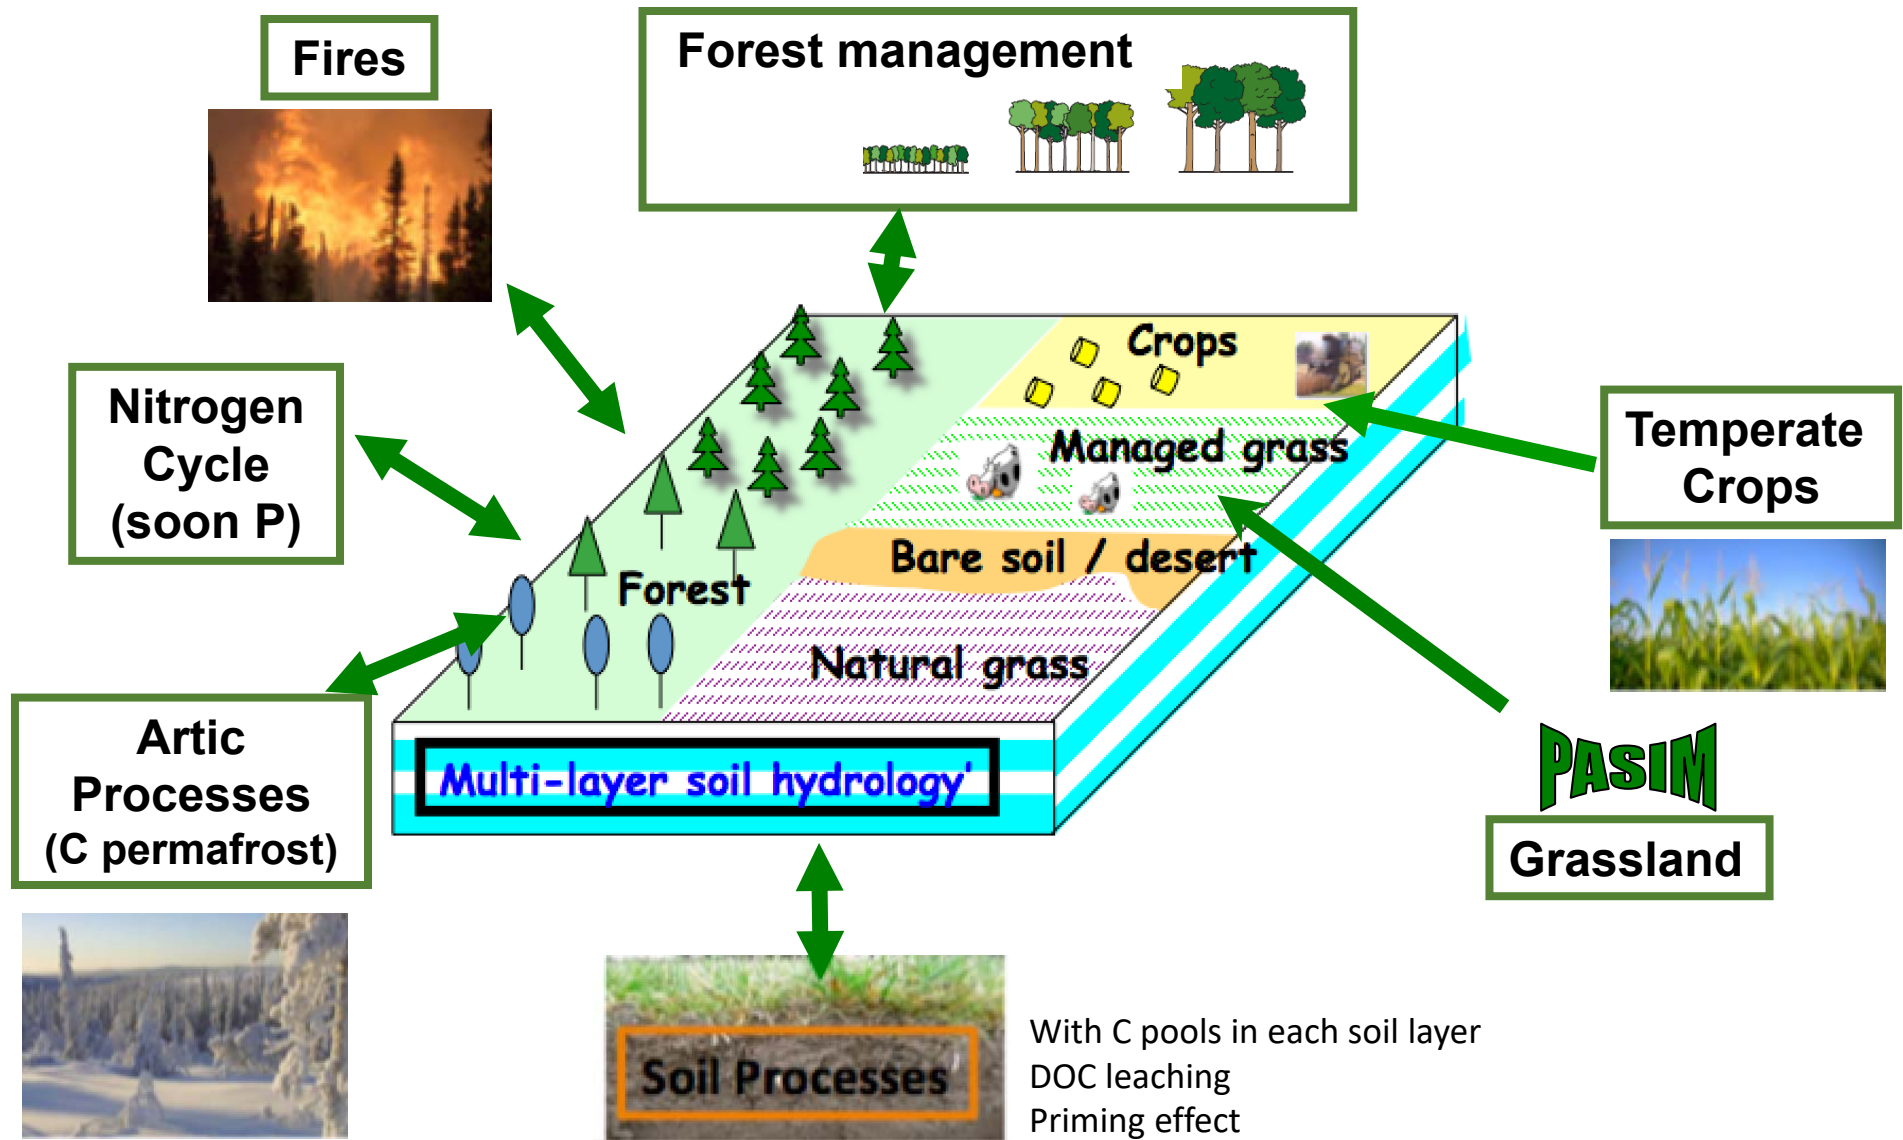 Fires
Forest management
Nitrogen
Cycle
(soon P)
Crops
Managed grass
Bare soil / desert
Forest
Natural grass
Temperate
Crops
Artic
Processes
(C permafrost)
Multi-layer soil hydrology'
PASIM
Grassland
Soil Processes
With C pools in each soil layer
DOC leaching
Priming effect